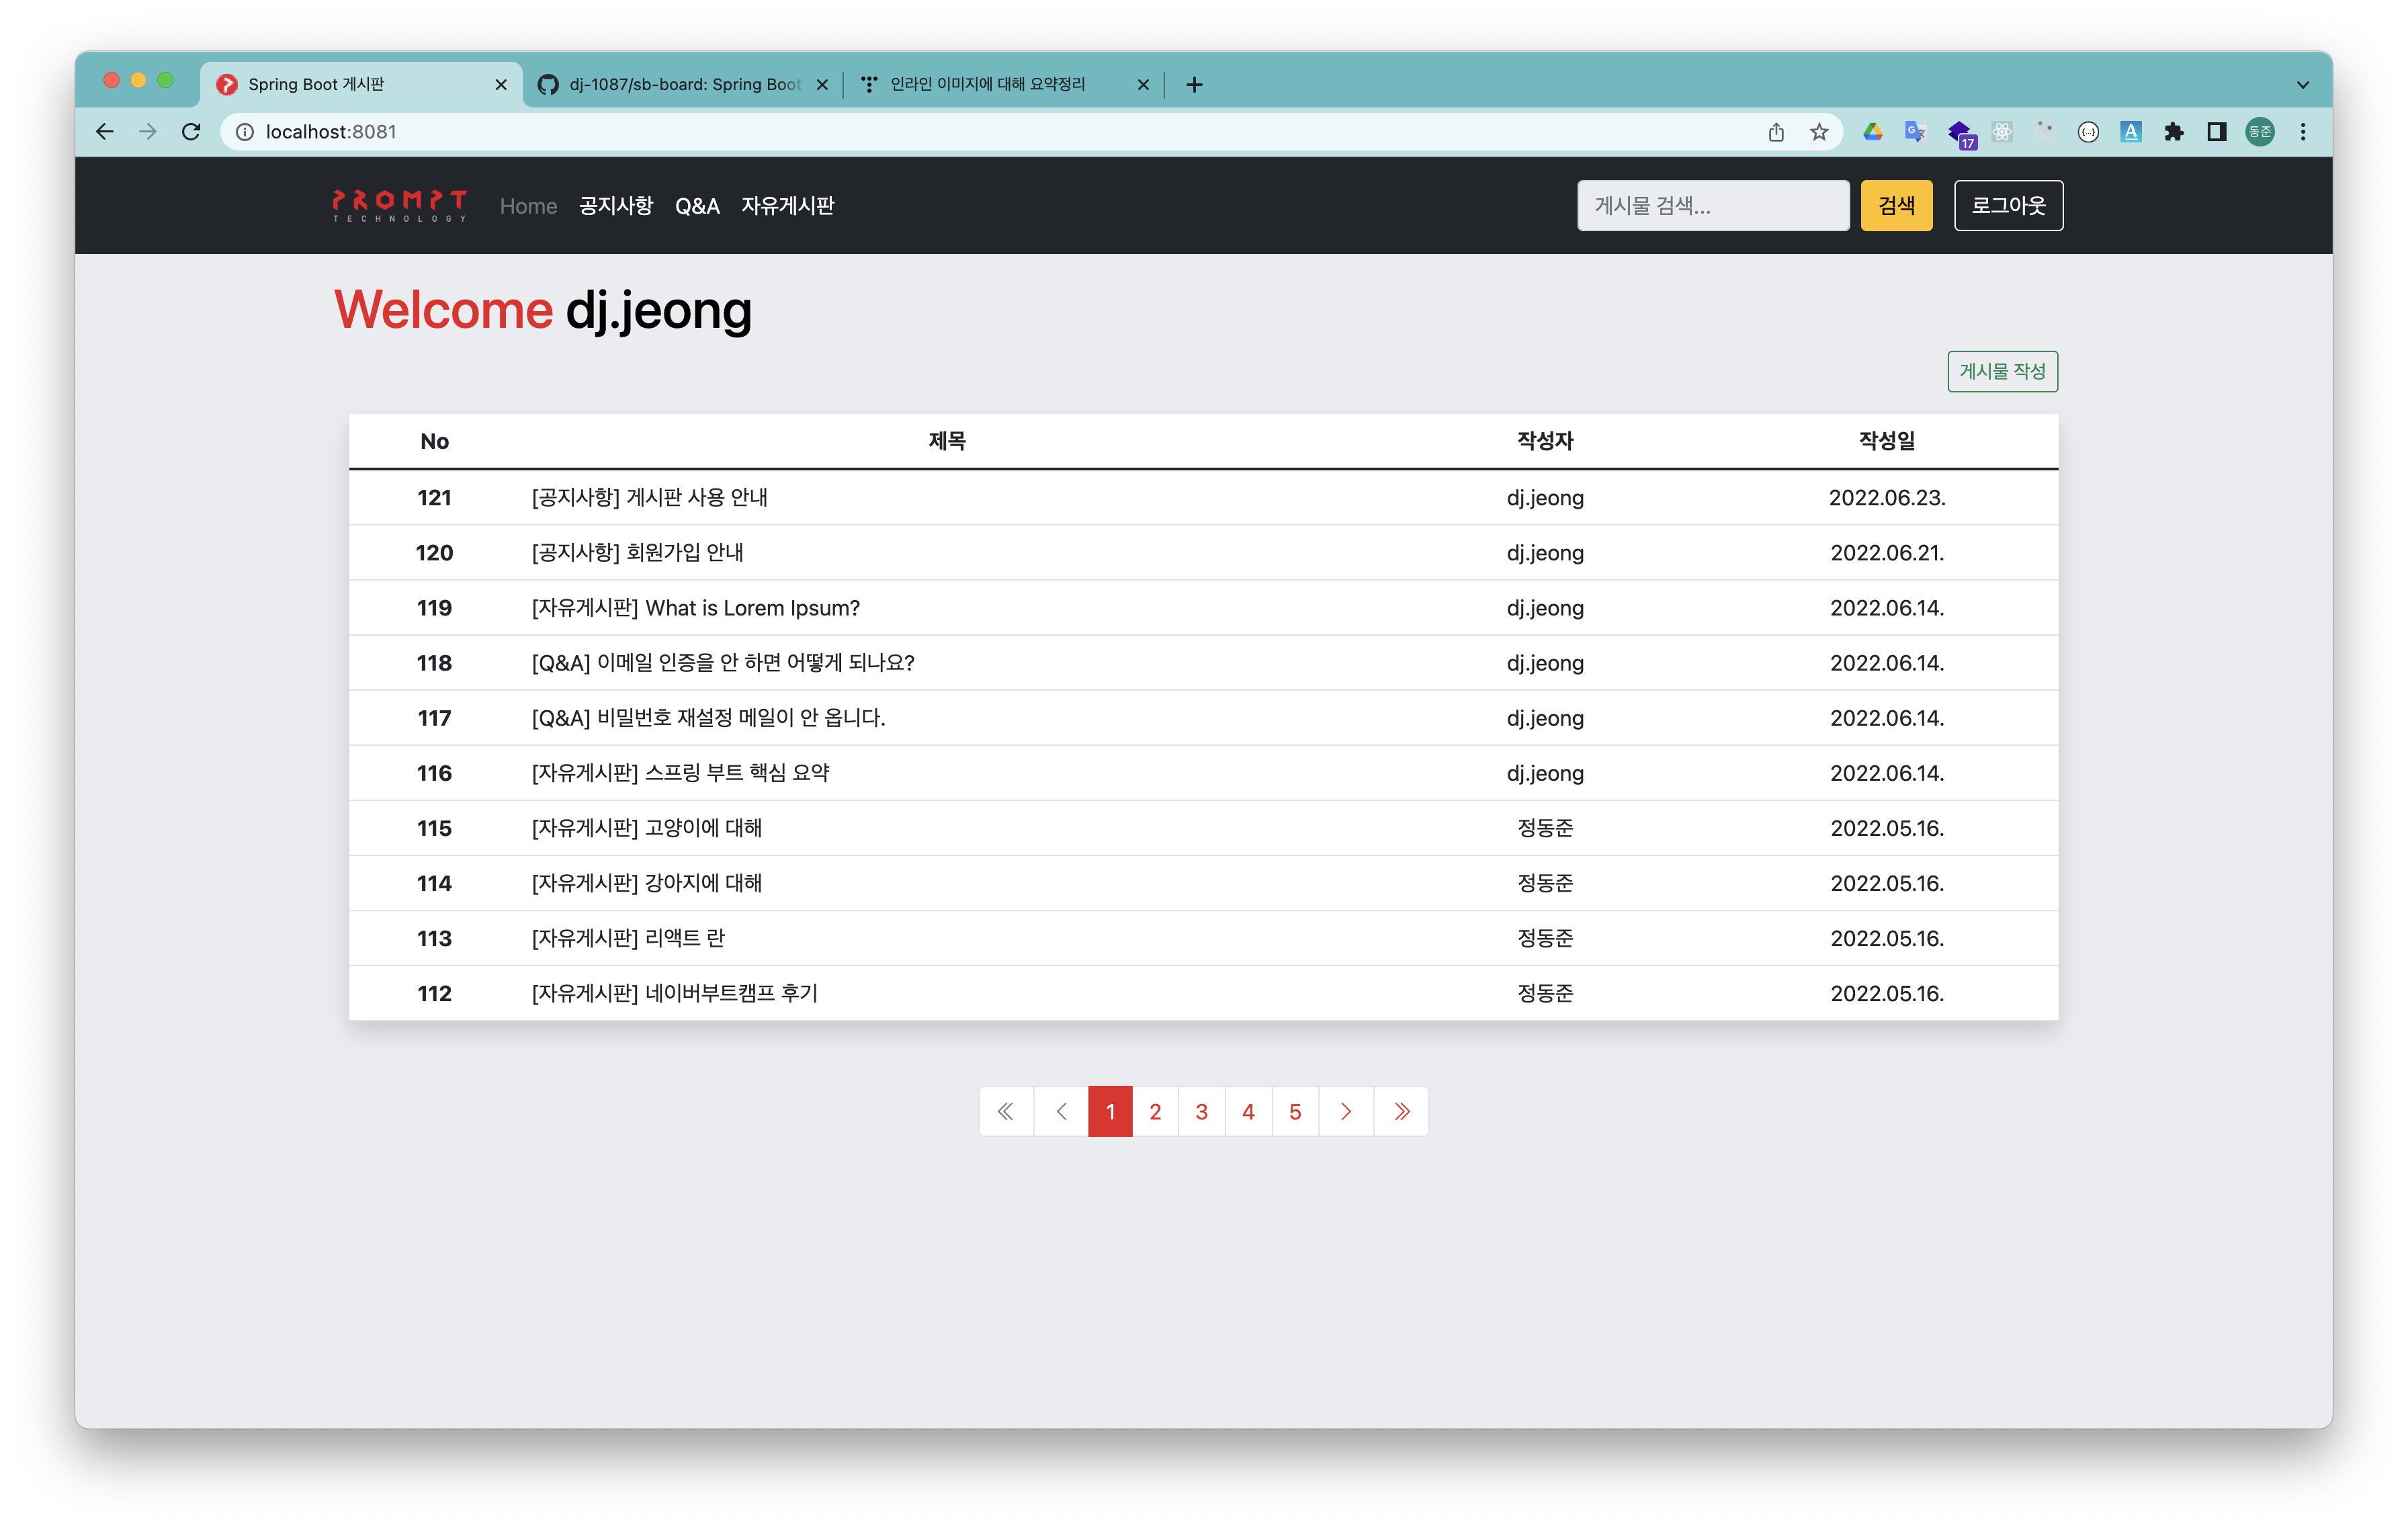 Spring Boot 게시판
dj-1087/sb-board: Spring Boot
인라인 이미지에 대해 요약정리
localhost:8081
17
동준
PROMPT
TECHNOLOGY
Home 공지사항 Q&A 자유게시판
게시물 검색...
검색
로그아웃
Welcome dj.jeong
게시물 작성
No 제목 작성자 작성일
121 [공지사항] 게시판 사용 안내 dj.jeong 2022.06.23.
120 [공지사항] 회원가입 안내 dj.jeong 2022.06.21.
119 [자유게시판] What is Lorem Ipsum? dj.jeong 2022.06.14.
118 [Q&A] 이메일 인증을 안 하면 어떻게 되나요? dj.jeong 2022.06.14.
117 [Q&A] 비밀번호 재설정 메일이 안 옵니다. dj.jeong 2022.06.14.
116 [자유게시판] 스프링 부트 핵심 요약 dj.jeong 2022.06.14.
115 [자유게시판] 고양이에 대해 정동준 2022.05.16.
114 [자유게시판] 강아지에 대해 정동준 2022.05.16.
113 [자유게시판] 리액트 란 정동준 2022.05.16.
112 [자유게시판] 네이버부트캠프 후기 정동준 2022.05.16.
« ‹ 1 2 3 4 5 › »